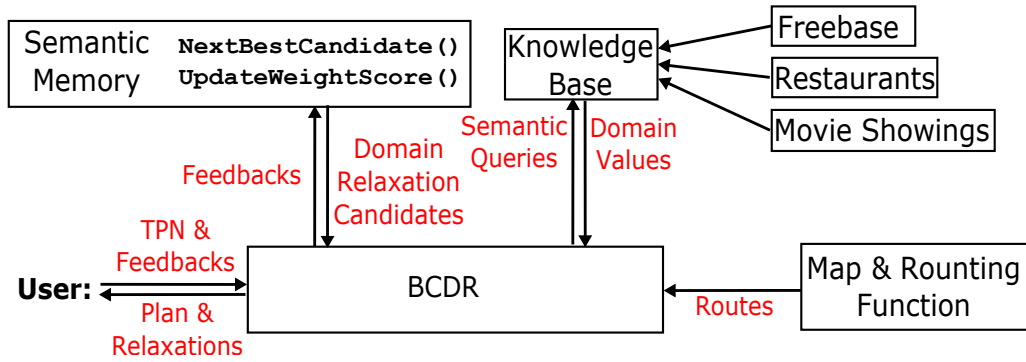 Semantic
Memory
NextBestCandidate()
UpdateWeightScore()
Knowledge
Base
Freebase
Restaurants
Movie Showings
Feedbacks
Domain
Relaxation
Candidates
Semantic
Queries
Domain
Values
TPN &
Feedbacks
User:
Plan &
Relaxations
BCDR
Routes
Map & Rounting
Function